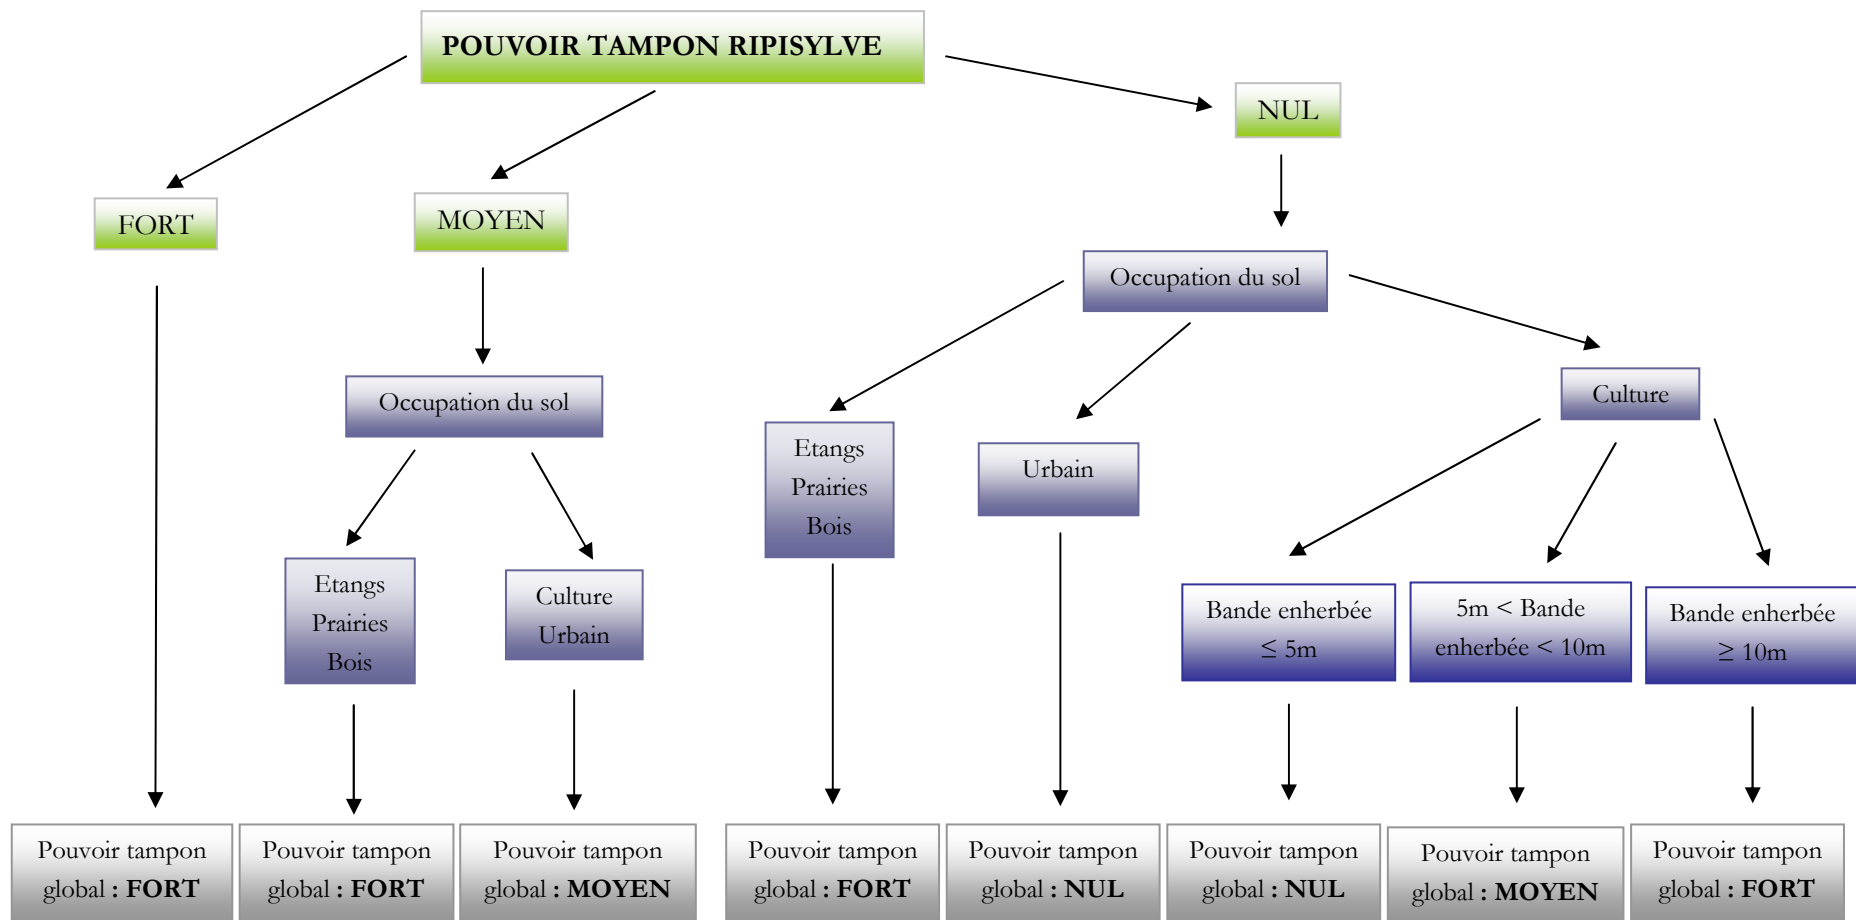 POUVOIR TAMPON RIPISYLVE
NUL
FORT
MOYEN
Occupation du sol
Occupation du sol
Culture
Etangs
Prairies
Bois
Urbain
Etangs
Prairies
Bois
Culture
Urbain
Bande enherbée
≤ 5m
5m < Bande
enherbée < 10m
Bande enherbée
≥ 10m
Pouvoir tampon
global : FORT
Pouvoir tampon
global : FORT
Pouvoir tampon
global : MOYEN
Pouvoir tampon
global : FORT
Pouvoir tampon
global : NUL
Pouvoir tampon
global : NUL
Pouvoir tampon
global : MOYEN
Pouvoir tampon
global : FORT